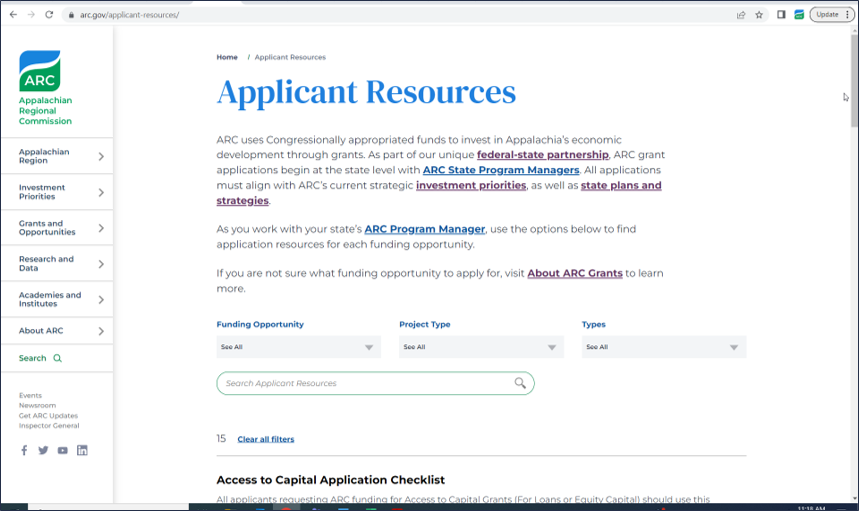 arc.gov/applicant-resources/
Update
ARC
Appalachian
Regional
Commission
Appalachian
Region
Investment
Priorities
Grants and
Opportunities
Research and
Data
Academies and
Institutes
About ARC
Search
Events
Newsroom
Get ARC Updates
Inspector General
Home / Applicant Resources
Applicant Resources
ARC uses Congressionally appropriated funds to invest in Appalachia's economic
development through grants. As part of our unique federal-state partnership, ARC grant
applications begin at the state level with ARC State Program Managers. All applications
must align with ARC's current strategic investment priorities, as well as state plans and
strategies.
As you work with your state's ARC Program Manager, use the options below to find
application resources for each funding opportunity.
If you are not sure what funding opportunity to apply for, visit About ARC Grants to learn
more.
Funding Opportunity Project Type Types
See All See All See All
Search Applicant Resources
15 Clear all filters
Access to Capital Application Checklist
All applicants requesting ARC funding for Access to Capital Grants (For Loans or Equity Capital) should use this